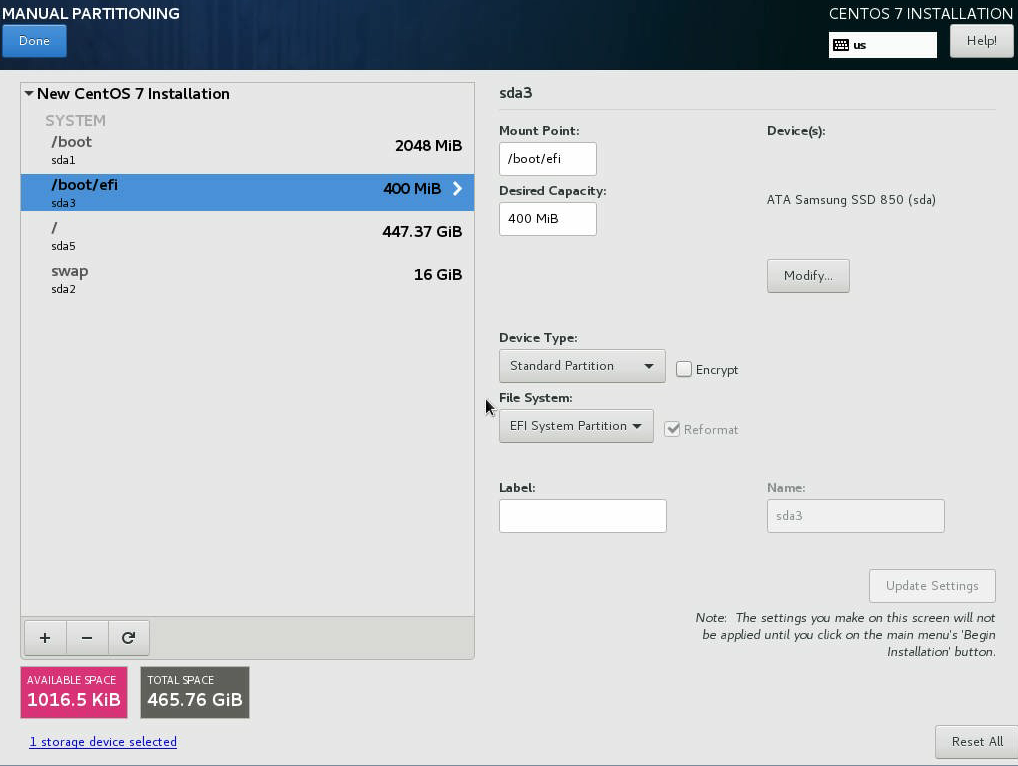 MANUAL PARTITIONING
CENTOS 7 INSTALLATION
Done
us
Help!
New CentOS 7 Installation
SYSTEM
/boot
2048 MiB
sda1
/boot/efi
400 MiB
sda3
/
447.37 GiB
sda5
swap
16 GiB
sda2
+ −
AVAILABLE SPACE
1016.5 KiB
TOTAL SPACE
465.76 GiB
1 storage device selected
sda3
Mount Point:
Device(s):
/boot/efi
Desired Capacity:
ATA Samsung SSD 850 (sda)
400 MiB
Modify...
Device Type:
Standard Partition
Encrypt
File System:
EFI System Partition
Reformat
Label:
Name:
sda3
Update Settings
Note: The settings you make on this screen will not
be applied until you click on the main menu's 'Begin
Installation' button.
Reset All